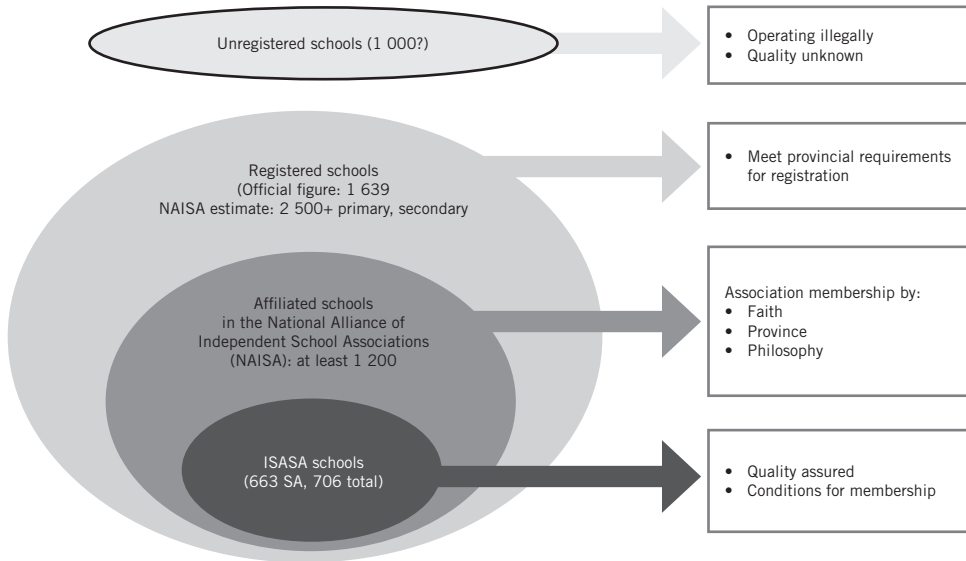 Unregistered schools (1 000?)
• Operating illegally
• Quality unknown
Registered schools
(Official figure: 1 639
NAISA estimate: 2 500+ primary, secondary
• Meet provincial requirements
for registration
Affiliated schools
in the National Alliance of
Independent School Associations
(NAISA): at least 1 200
Association membership by:
• Faith
• Province
• Philosophy
ISASA schools
(663 SA, 706 total)
• Quality assured
• Conditions for membership